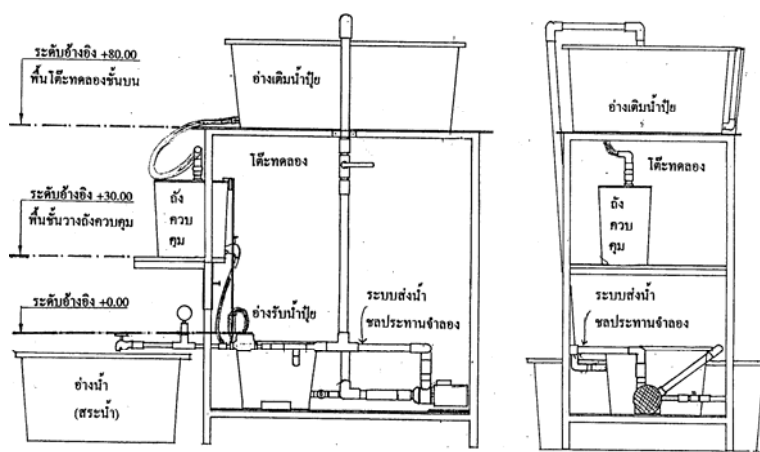 ระดับอ้างอิง +80.00
พื้นโต๊ะทดลองชั้นบน
อ่างเติมน้ำปุ๋ย
โต๊ะทดลอง
ระดับอ้างอิง +30.00
พื้นชั้นวางถังควบคุม
ถัง
ควบ
คุม
ระดับอ้างอิง +0.00
อ่างรับน้ำปุ๋ย
ระบบส่งน้ำ
ชลประทานจำลอง
อ่างน้ำ
(สระน้ำ)
อ่างเติมน้ำปุ๋ย
โต๊ะทดลอง
ถัง
ควบ
คุม
ระบบส่งน้ำ
ชลประทานจำลอง